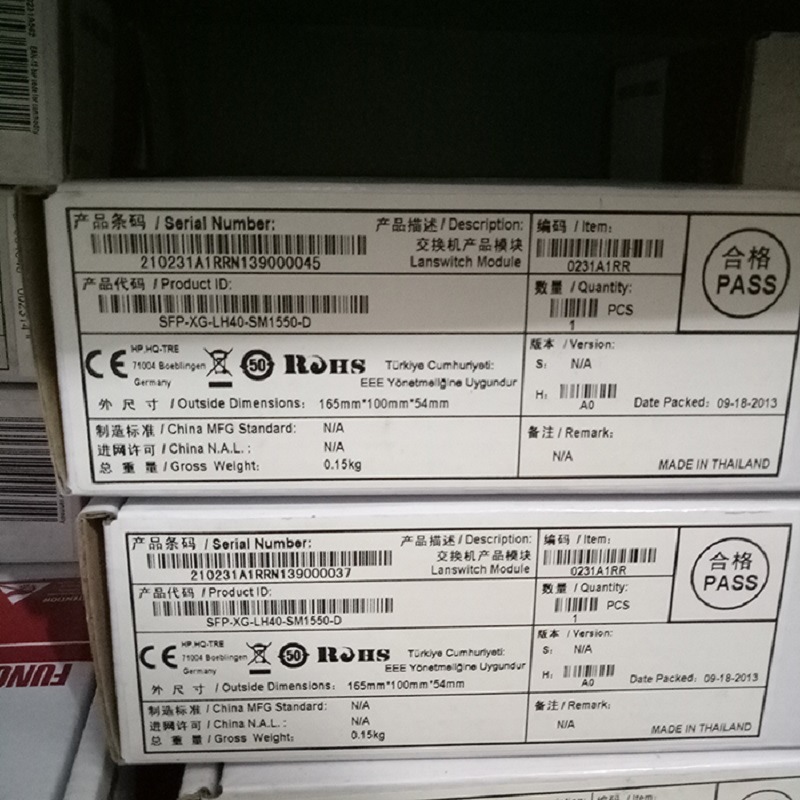 产品条码 / Serial Number:
210231A1RRN139000045
产品描述 / Description:
交换机产品模块
Lanswitch Module
编码 / Item:
0231A1RR
产品代码 / Product ID:
SFP-XG-LH40-SM1550-D
数量 / Quantity:
PCS
1
合格
PASS
CE
HP,HQ-TRE
71004 Boeblingen
Germany
50
RoHS
Türkiye Cumhuriyeti:
EEE Yönetmeliğine Uygundur
外 尺 寸 / Outside Dimensions: 165mm*100mm*54mm
版本 / Version:
S: N/A
H:
A0
Date Packed: 09-18-2013
制造标准 / China MFG Standard: N/A
进网许可 / China N.A.L.: N/A
总 重 量 / Gross Weight: 0.15kg
备注 / Remark:
N/A
MADE IN THAILAND
产品条码 / Serial Number:
210231A1RRN139000037
产品描述 / Description:
交换机产品模块
Lanswitch Module
编码 / Item:
0231A1RR
产品代码 / Product ID:
SFP-XG-LH40-SM1550-D
数量 / Quantity:
PCS
1
合格
PASS
CE
HP,HQ-TRE
71004 Boeblingen
Germany
50
RoHS
Türkiye Cumhuriyeti:
EEE Yönetmeliğine Uygundur
外 尺 寸 / Outside Dimensions: 165mm*100mm*54mm
版本 / Version:
S: N/A
H:
A0
Date Packed: 09-18-2013
制造标准 / China MFG Standard: N/A
进网许可 / China N.A.L.: N/A
总 重 量 / Gross Weight: 0.15kg
备注 / Remark:
N/A
MADE IN THAILAND